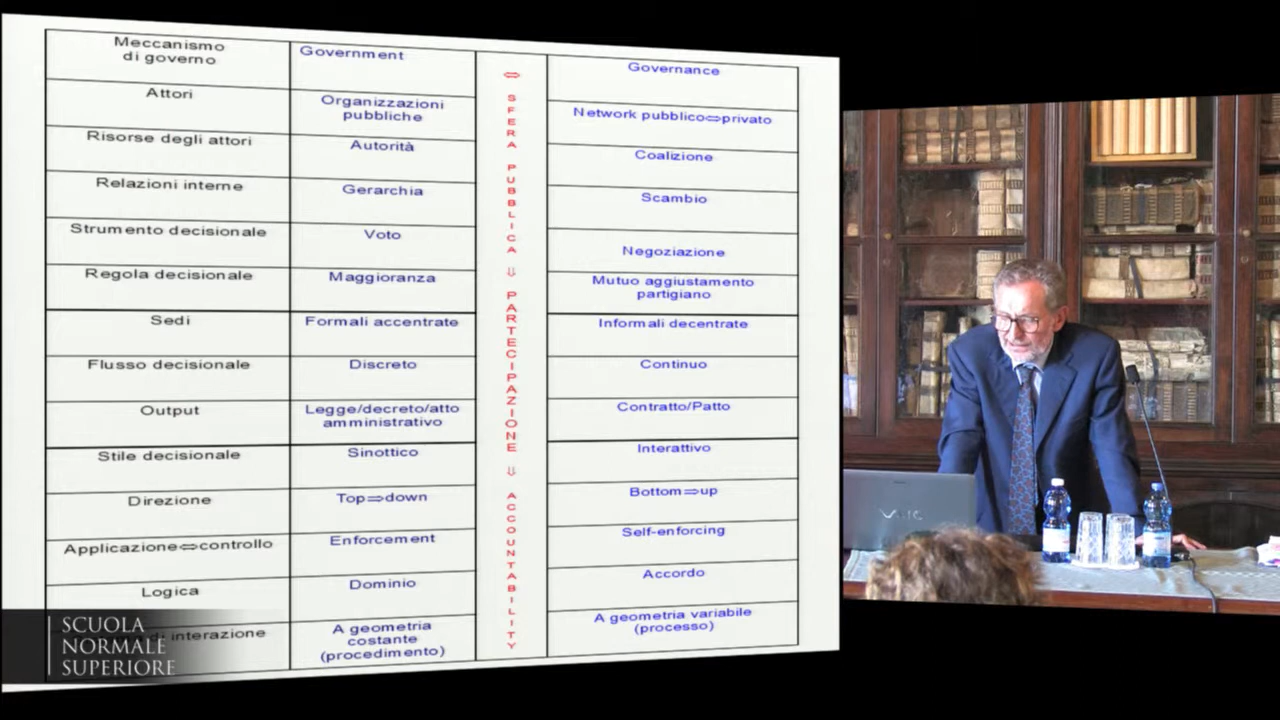 Meccanismo
di governo
Government
Governance
Attori
Organizzazioni
pubbliche
Network pubblico⇔privato
Risorse degli attori
Autorità
Coalizione
Relazioni interne
Gerarchia
Scambio
Strumento decisionale
Voto
Negoziazione
Regola decisionale
Maggioranza
Mutuo aggiustamento
partigiano
Sedi
Formali accentrate
Informali decentrate
Flusso decisionale
Discreto
Continuo
Output
Legge/decreto/atto
amministrativo
Contratto/Patto
Stile decisionale
Sinottico
Interattivo
Direzione
Top⇒down
Bottom⇒up
Applicazione⇔controllo
Enforcement
Self-enforcing
Logica
Dominio
Accordo
interazione
A geometria
costante
(procedimento)
A geometria variabile
(processo)
⇔ SFERA PUBBLICA ⇓ PARTECIPAZIONE ⇓ ACCOUNTABILITY
SCUOLA
NORMALE
SUPERIORE
VAIO